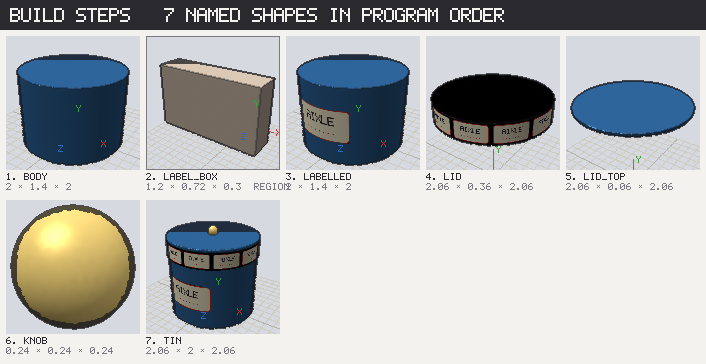 BUILD STEPS 7 NAMED SHAPES IN PROGRAM ORDER
Y
X
Z
X
AIXLE
Y
AIXLE
AIXLE
Y
Y
1. BODY
2 × 1.4 × 2
2. LABEL_BOX
1.2 × 0.72 × 0.3 REGION
3. LABELLED
2 × 1.4 × 2
4. LID
2.06 × 0.36 × 2.06
5. LID_TOP
2.06 × 0.06 × 2.06
AIXLE
Y
Z
X
6. KNOB
0.24 × 0.24 × 0.24
7. TIN
2.06 × 2 × 2.06